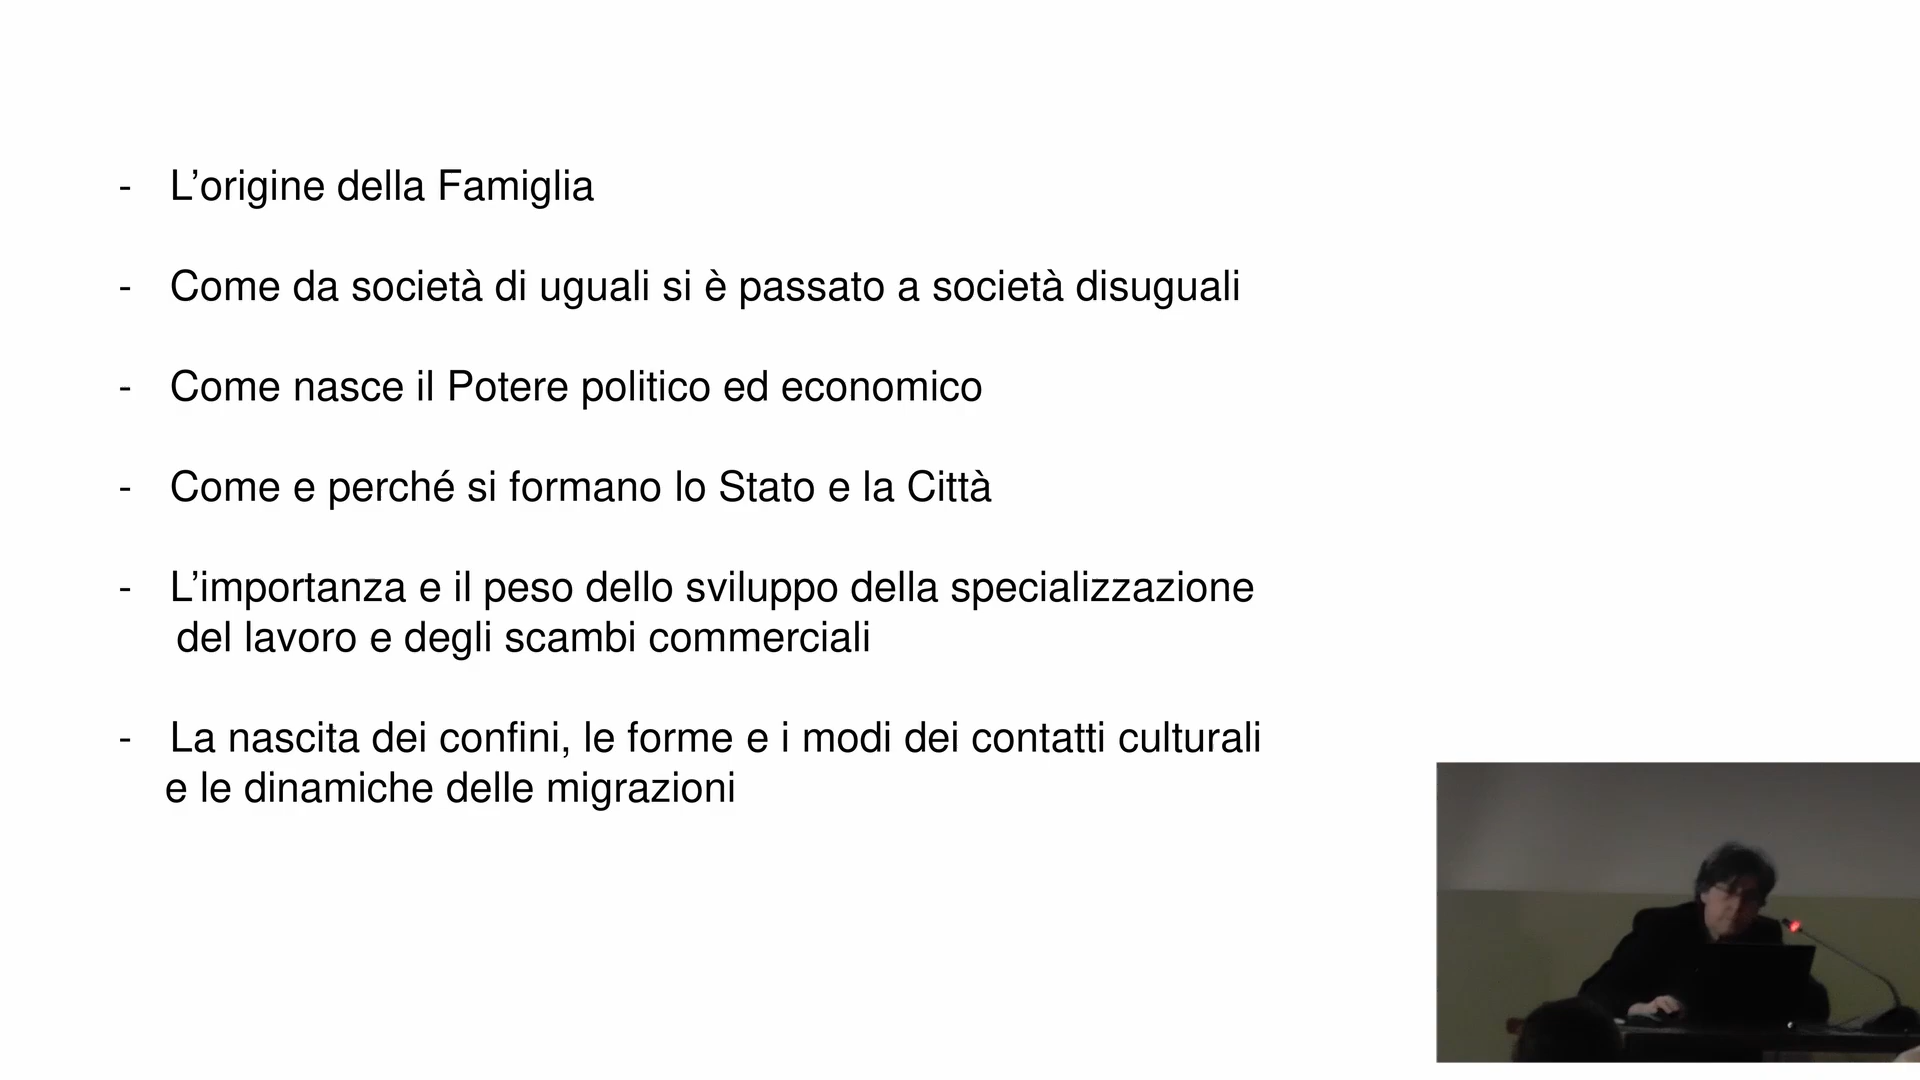 - L’origine della Famiglia
- Come da società di uguali si è passato a società disuguali
- Come nasce il Potere politico ed economico
- Come e perché si formano lo Stato e la Città
- L’importanza e il peso dello sviluppo della specializzazione
del lavoro e degli scambi commerciali
- La nascita dei confini, le forme e i modi dei contatti culturali
e le dinamiche delle migrazioni